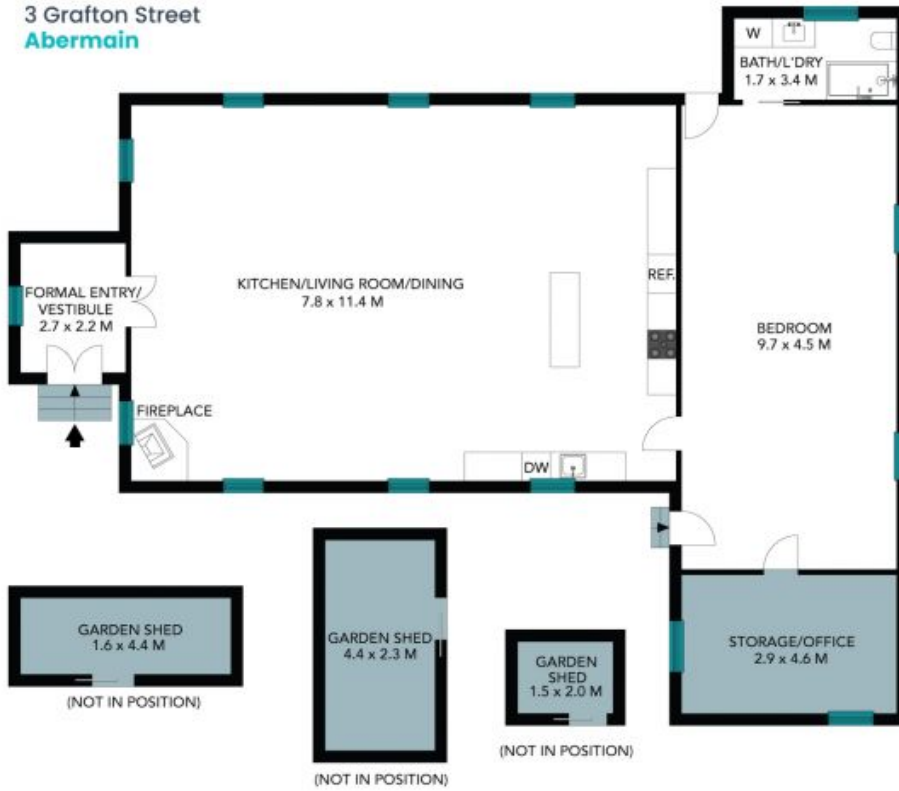 3 Grafton Street
Abermain
W
BATH/L'DRY
1.7 x 3.4 M
KITCHEN/LIVING ROOM/DINING
7.8 x 11.4 M
REF.
FORMAL ENTRY/
VESTIBULE
2.7 x 2.2 M
BEDROOM
9.7 x 4.5 M
FIREPLACE
DW
GARDEN SHED
1.6 x 4.4 M
(NOT IN POSITION)
GARDEN SHED
4.4 x 2.3 M
(NOT IN POSITION)
GARDEN
SHED
1.5 x 2.0 M
(NOT IN POSITION)
STORAGE/OFFICE
2.9 x 4.6 M